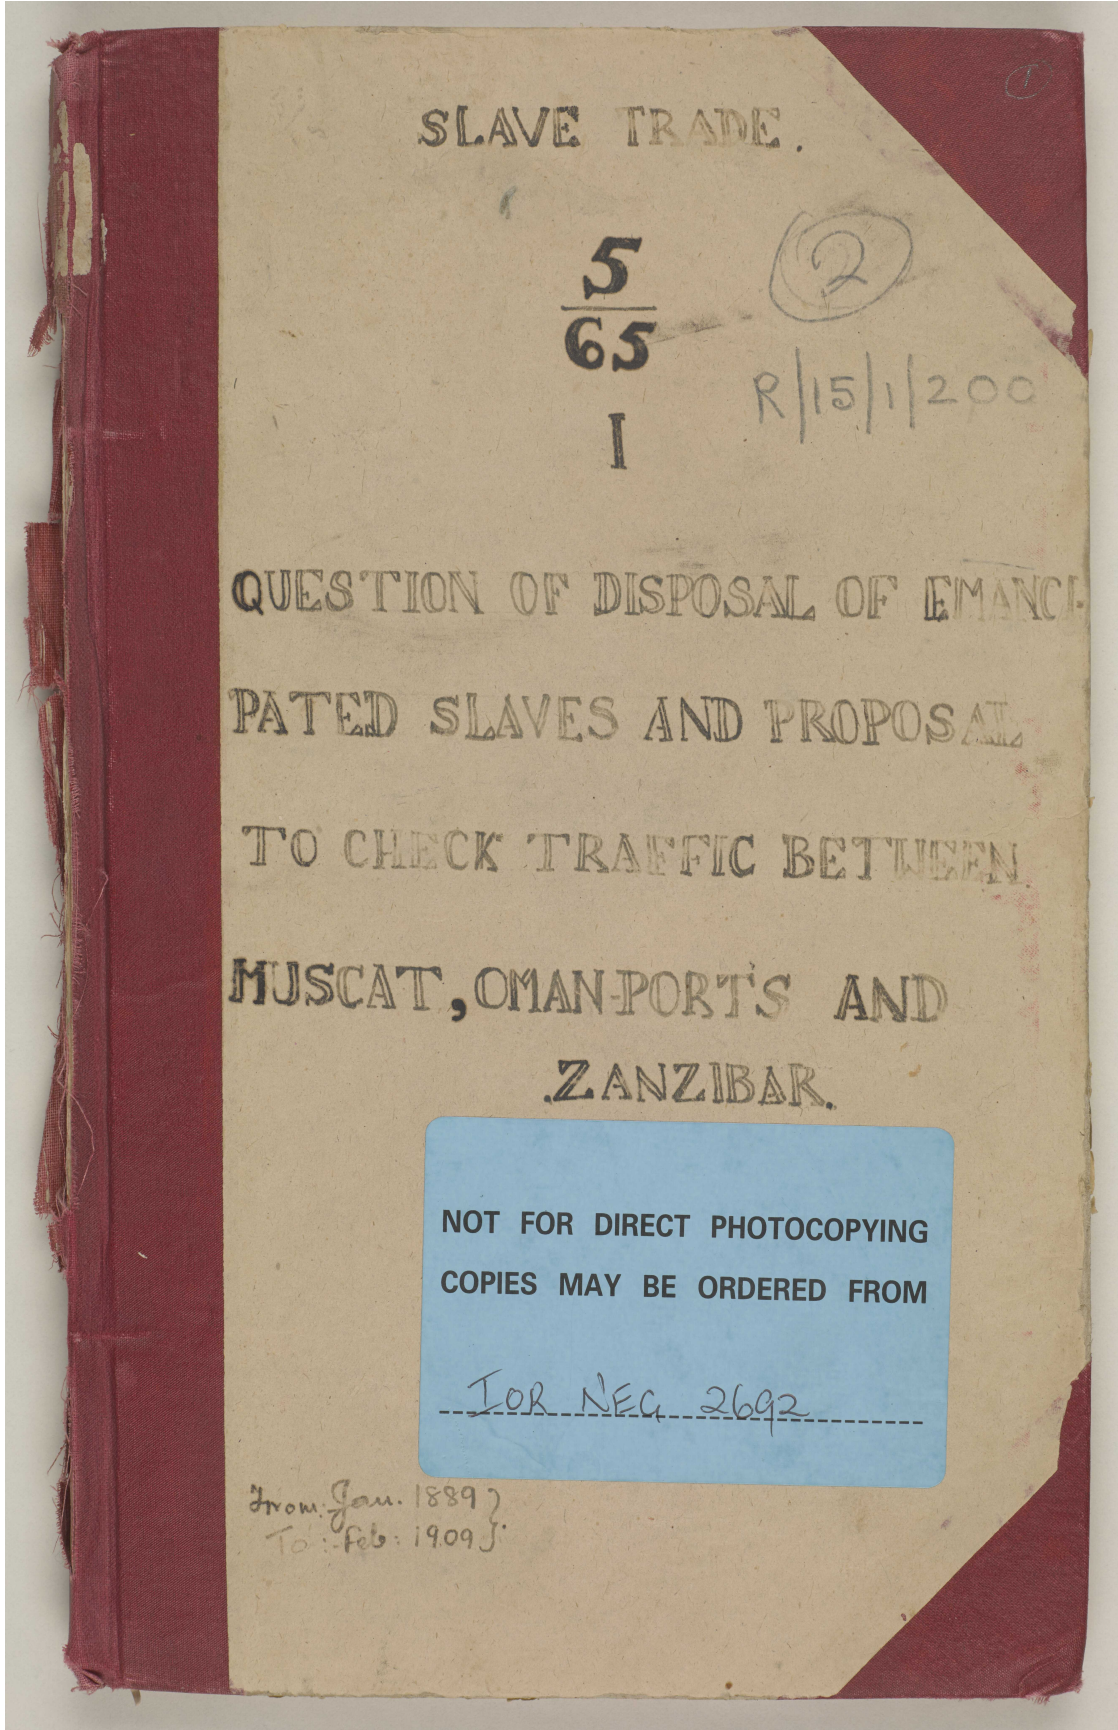 1
SLAVE TRADE.
5
65
2
R/15/1/200
I
QUESTION OF DISPOSAL OF EMANCI-
PATED SLAVES AND PROPOSAL
TO CHECK TRAFFIC BETWEEN
MUSCAT, OMAN-PORTS AND
.ZANZIBAR.
NOT FOR DIRECT PHOTOCOPYING
COPIES MAY BE ORDERED FROM
IOR NEG 2692
From: Jan. 1889}
To: Feb: 1909}.